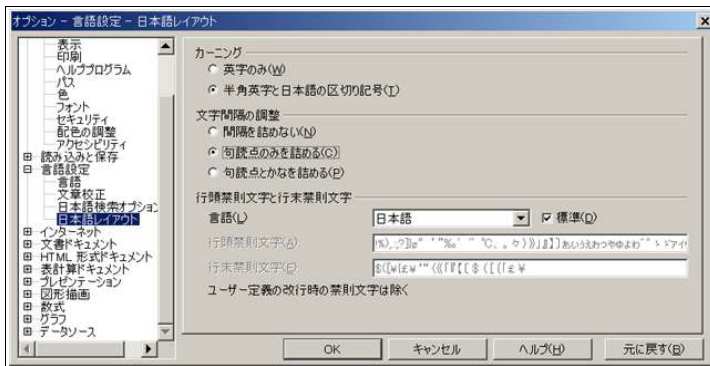 オプション - 言語設定 - 日本語レイアウト
表示
印刷
ヘルププログラム
パス
色
フォント
セキュリティ
配色の調整
アクセシビリティ
読み込みと保存
言語設定
言語
文章校正
日本語検索オプション
日本語レイアウト
インターネット
文書ドキュメント
HTML 形式ドキュメント
表計算ドキュメント
プレゼンテーション
図形描画
数式
グラフ
データソース
カーニング
英字のみ(W)
半角英字と日本語の区切り記号(T)
文字間隔の調整
間隔を詰めない(N)
句読点のみを詰める(C)
句読点とかなを詰める(P)
行頭禁則文字と行末禁則文字
言語(L)
日本語
標準(D)
行頭禁則文字(A)
行末禁則文字(E)
ユーザー定義の改行時の禁則文字は除く
OK
キャンセル
ヘルプ(H)
元に戻す(B)